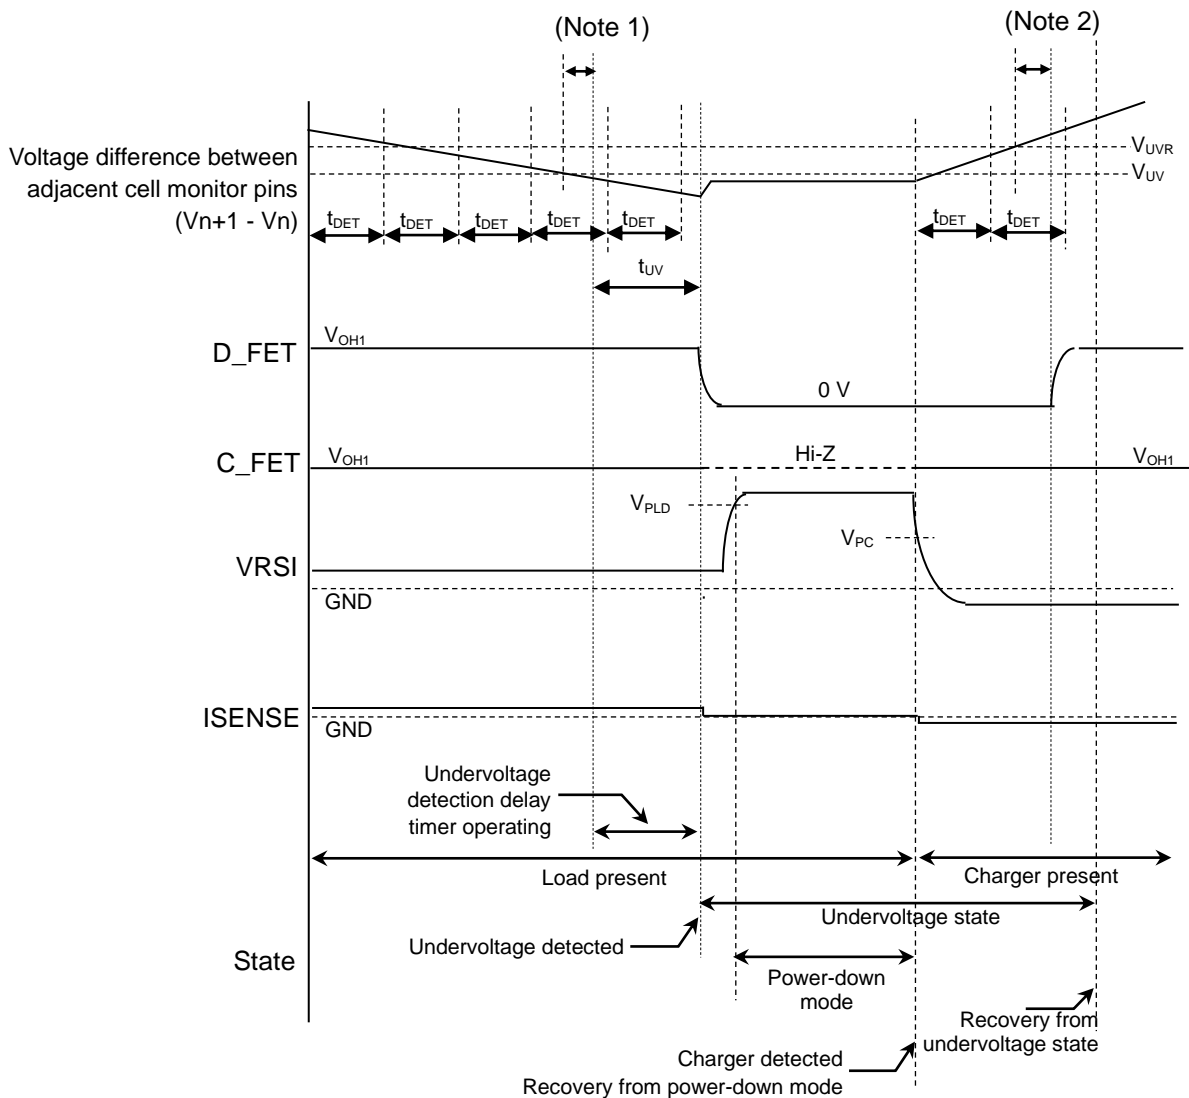 (Note 1)
(Note 2)
Voltage difference between
adjacent cell monitor pins
(Vn+1 - Vn)
VUVR
VUV
tDET
tDET
tDET
tDET
tDET
tDET
tDET
tUV
D_FET
VOH1
0 V
C_FET
VOH1
Hi-Z
VOH1
VPLD
VPC
VRSI
GND
ISENSE
GND
Undervoltage
detection delay
timer operating
Load present
Charger present
Undervoltage state
Undervoltage detected
State
Power-down
mode
Recovery from
undervoltage state
Charger detected
Recovery from power-down mode